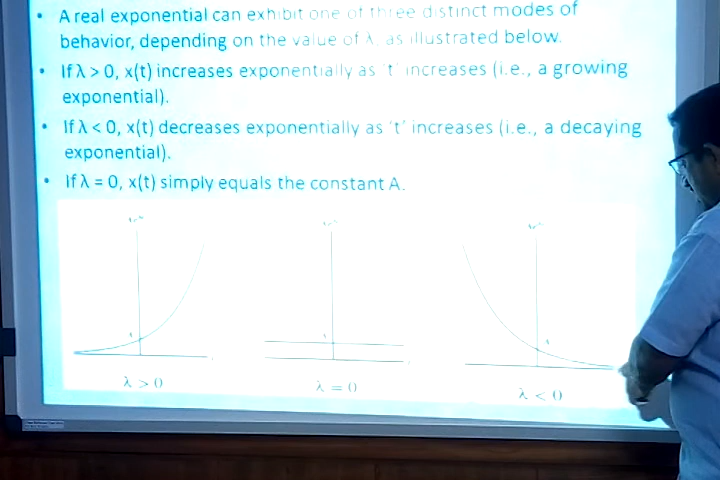 • A real exponential can exhibit one of three distinct modes of
behavior, depending on the value of λ, as illustrated below.
• If λ > 0, x(t) increases exponentially as 't' increases (i.e., a growing
exponential).
• If λ < 0, x(t) decreases exponentially as 't' increases (i.e., a decaying
exponential).
• If λ = 0, x(t) simply equals the constant A.
λ > 0 λ = 0 λ < 0